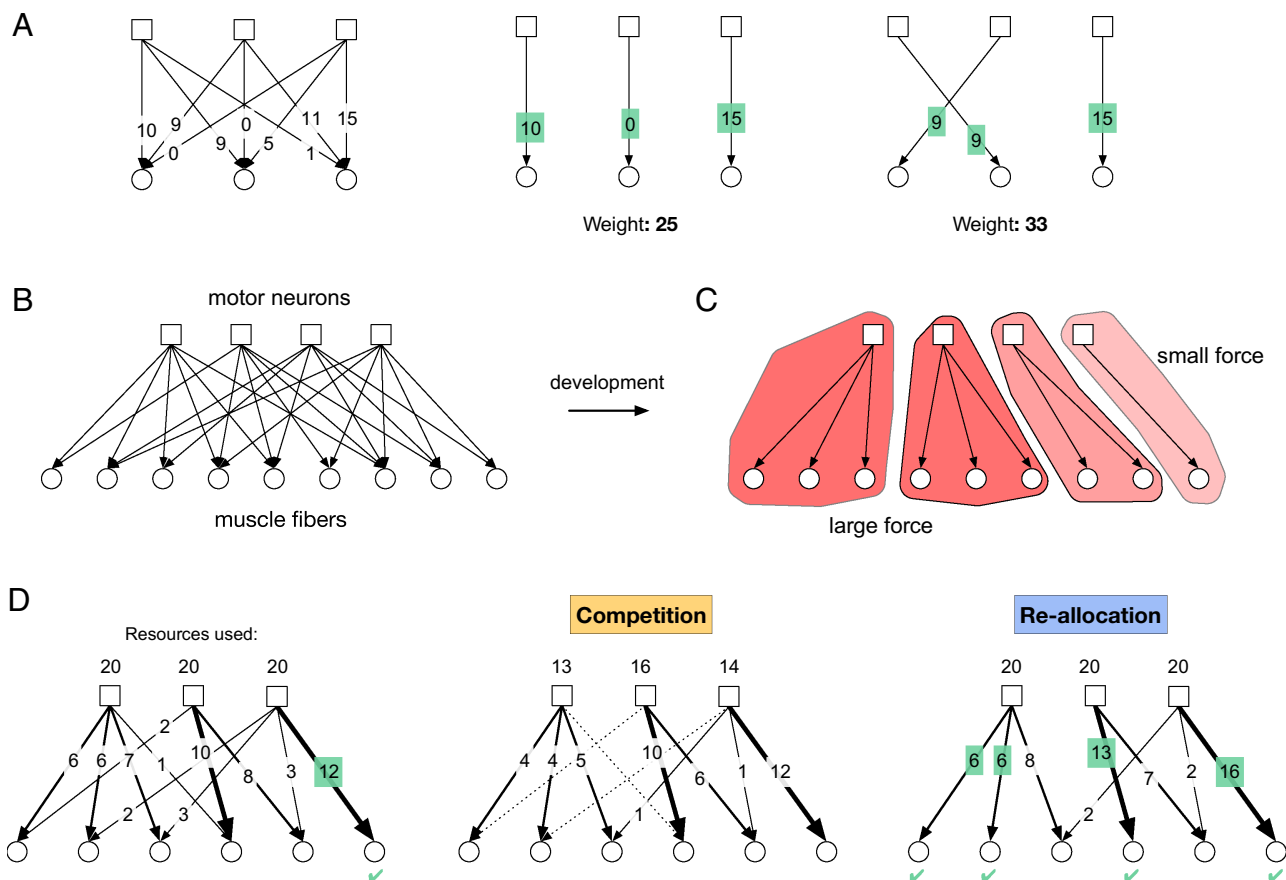 A
10 9 0 9 0 5 11 1 15
10 0 15
9 9 15
Weight: 25
Weight: 33
B
motor neurons
muscle fibers
development
C
small force
large force
D
Resources used:
20 20 20
2
6 6 7 1 10 8 3 12
2 3
Competition
13 16 14
4 4 5 10 6 1 12
1
Re-allocation
20 20 20
6 6 8 13 7 2 16
2